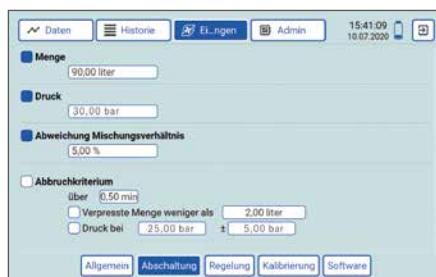 Daten Historie Ei...ngen Admin 15:41:09
10.07.2020
Menge
90,00 liter
Druck
30,00 bar
Abweichung Mischungsverhältnis
5,00 %
Abbruchkriterium
über 0,50 min
Verpresste Menge weniger als 2,00 liter
Druck bei 25,00 bar ± 5,00 bar
Allgemein Abschaltung Regelung Kalibrierung Software